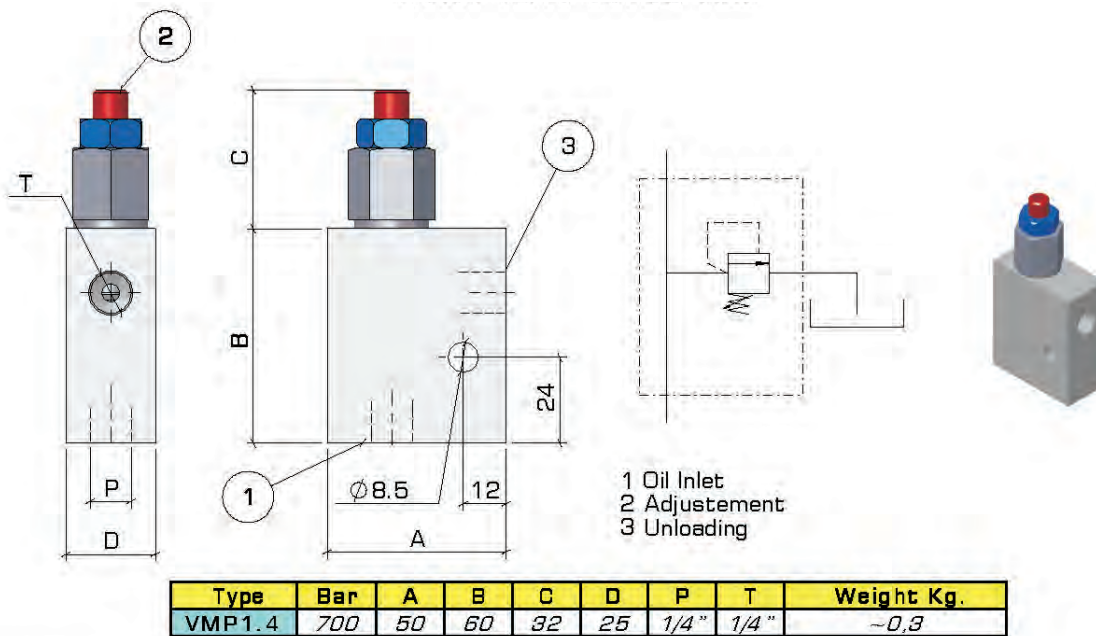 2
C
3
T
B
24
1
Ø8.5
12
P
D
A
1 Oil Inlet
2 Adjustement
3 Unloading
Type Bar A B C D P T Weight Kg.
VMP1.4 700 50 60 32 25 1/4" 1/4" ~0,3